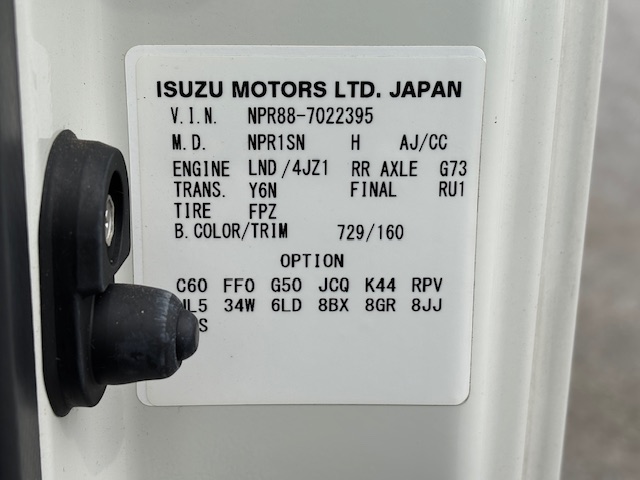 ISUZU MOTORS LTD. JAPAN
V.I.N. NPR88-7022395
M.D. NPR1SN H AJ/CC
ENGINE LND/4JZ1 RR AXLE G73
TRANS. Y6N FINAL RU1
TIRE FPZ
B.COLOR/TRIM 729/160
OPTION
C60 FF0 G50 JCQ K44 RPV
34W 6LD 8BX 8GR 8JJ